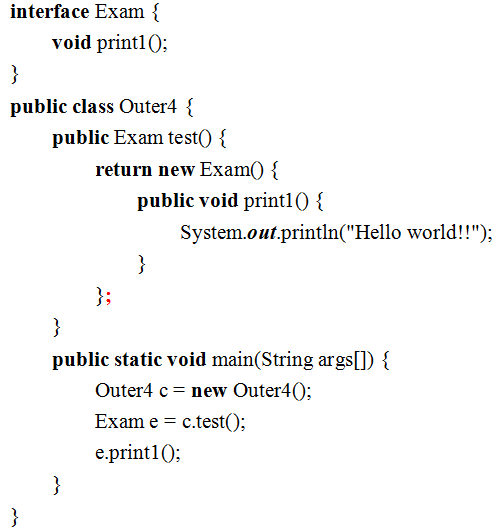 interface Exam {
void print1();
}
public class Outer4 {
public Exam test() {
return new Exam() {
public void print1() {
System.out.println("Hello world!!");
}
};
}
public static void main(String args[]) {
Outer4 c = new Outer4();
Exam e = c.test();
e.print1();
}
}